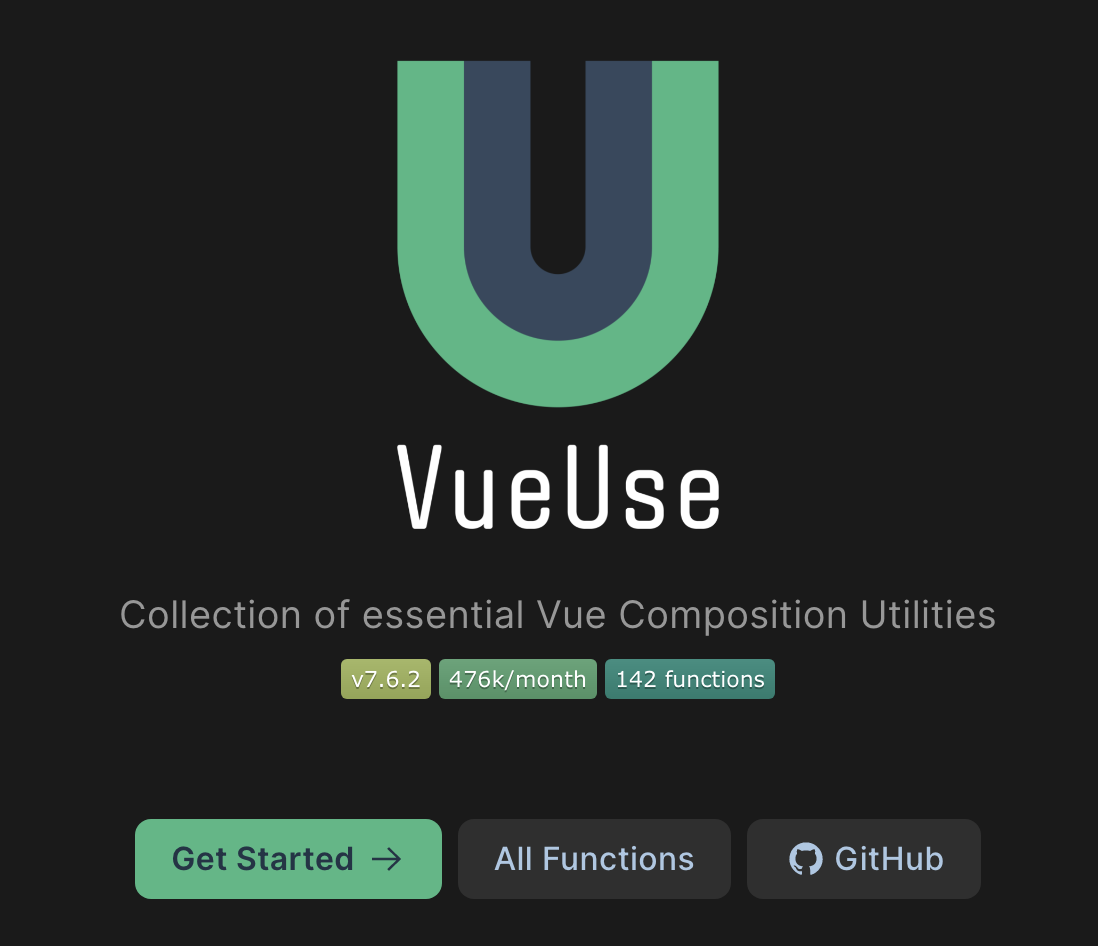 VueUse
Collection of essential Vue Composition Utilities
v7.6.2 476k/month 142 functions
Get Started → All Functions GitHub